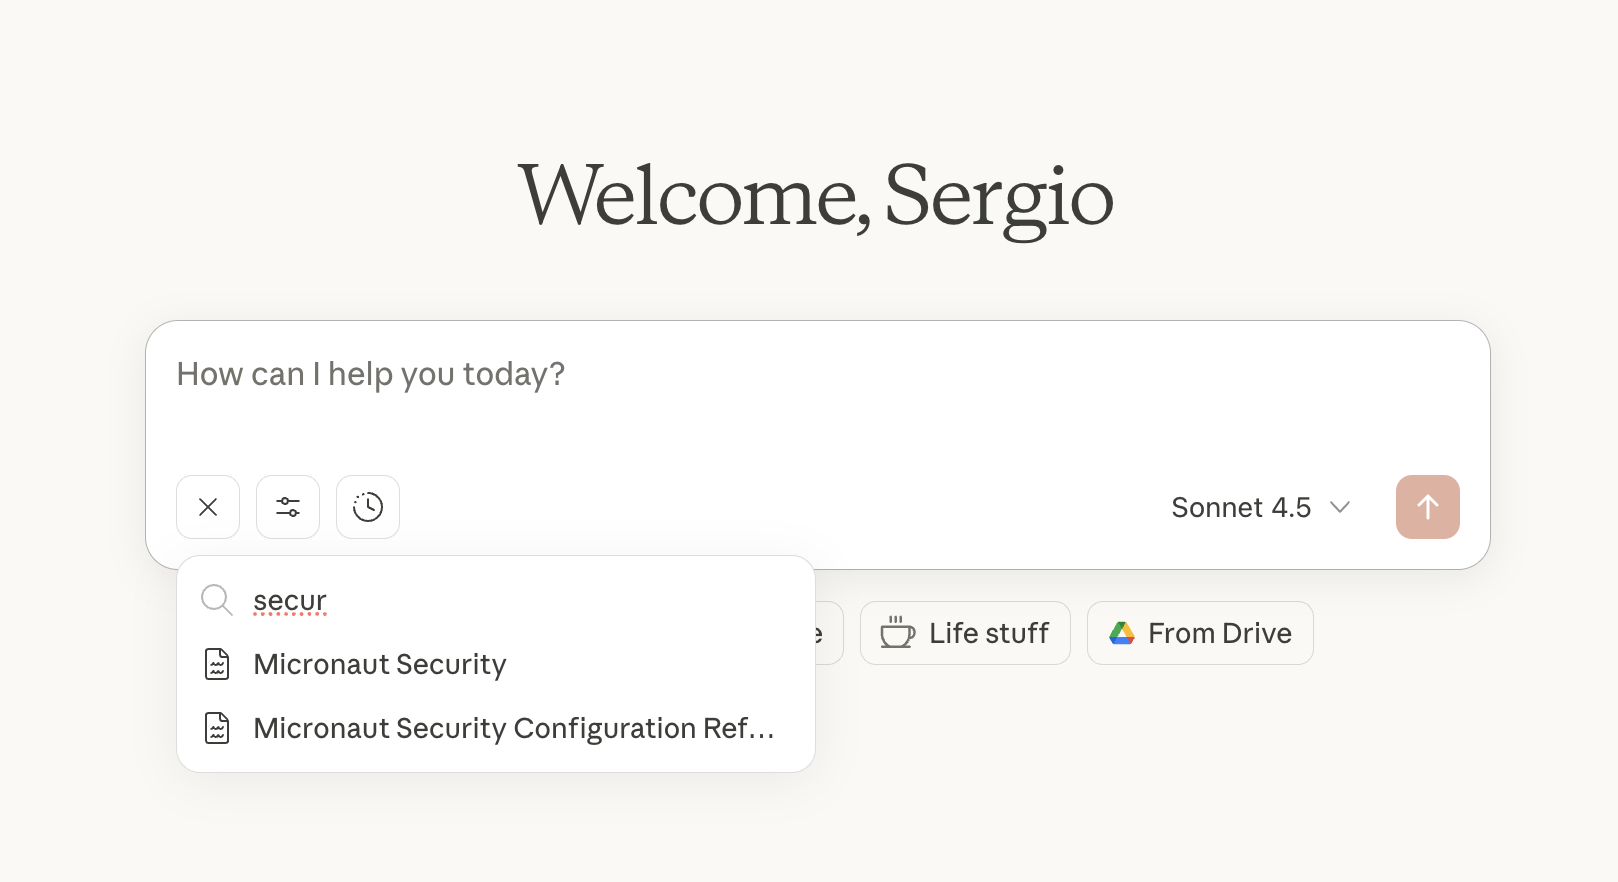 Welcome, Sergio
How can I help you today?
Sonnet 4.5
secur
Micronaut Security
Micronaut Security Configuration Ref...
Life stuff
From Drive